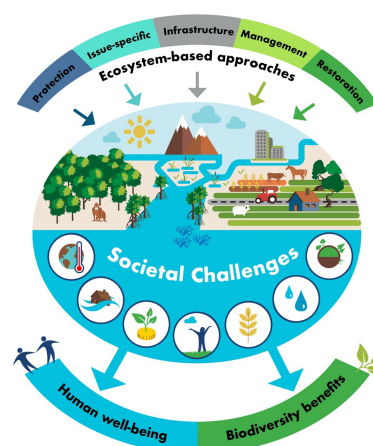 Protection
Issue-specific
Infrastructure
Management
Restoration
Ecosystem-based approaches
Societal Challenges
Human well-being
Biodiversity benefits